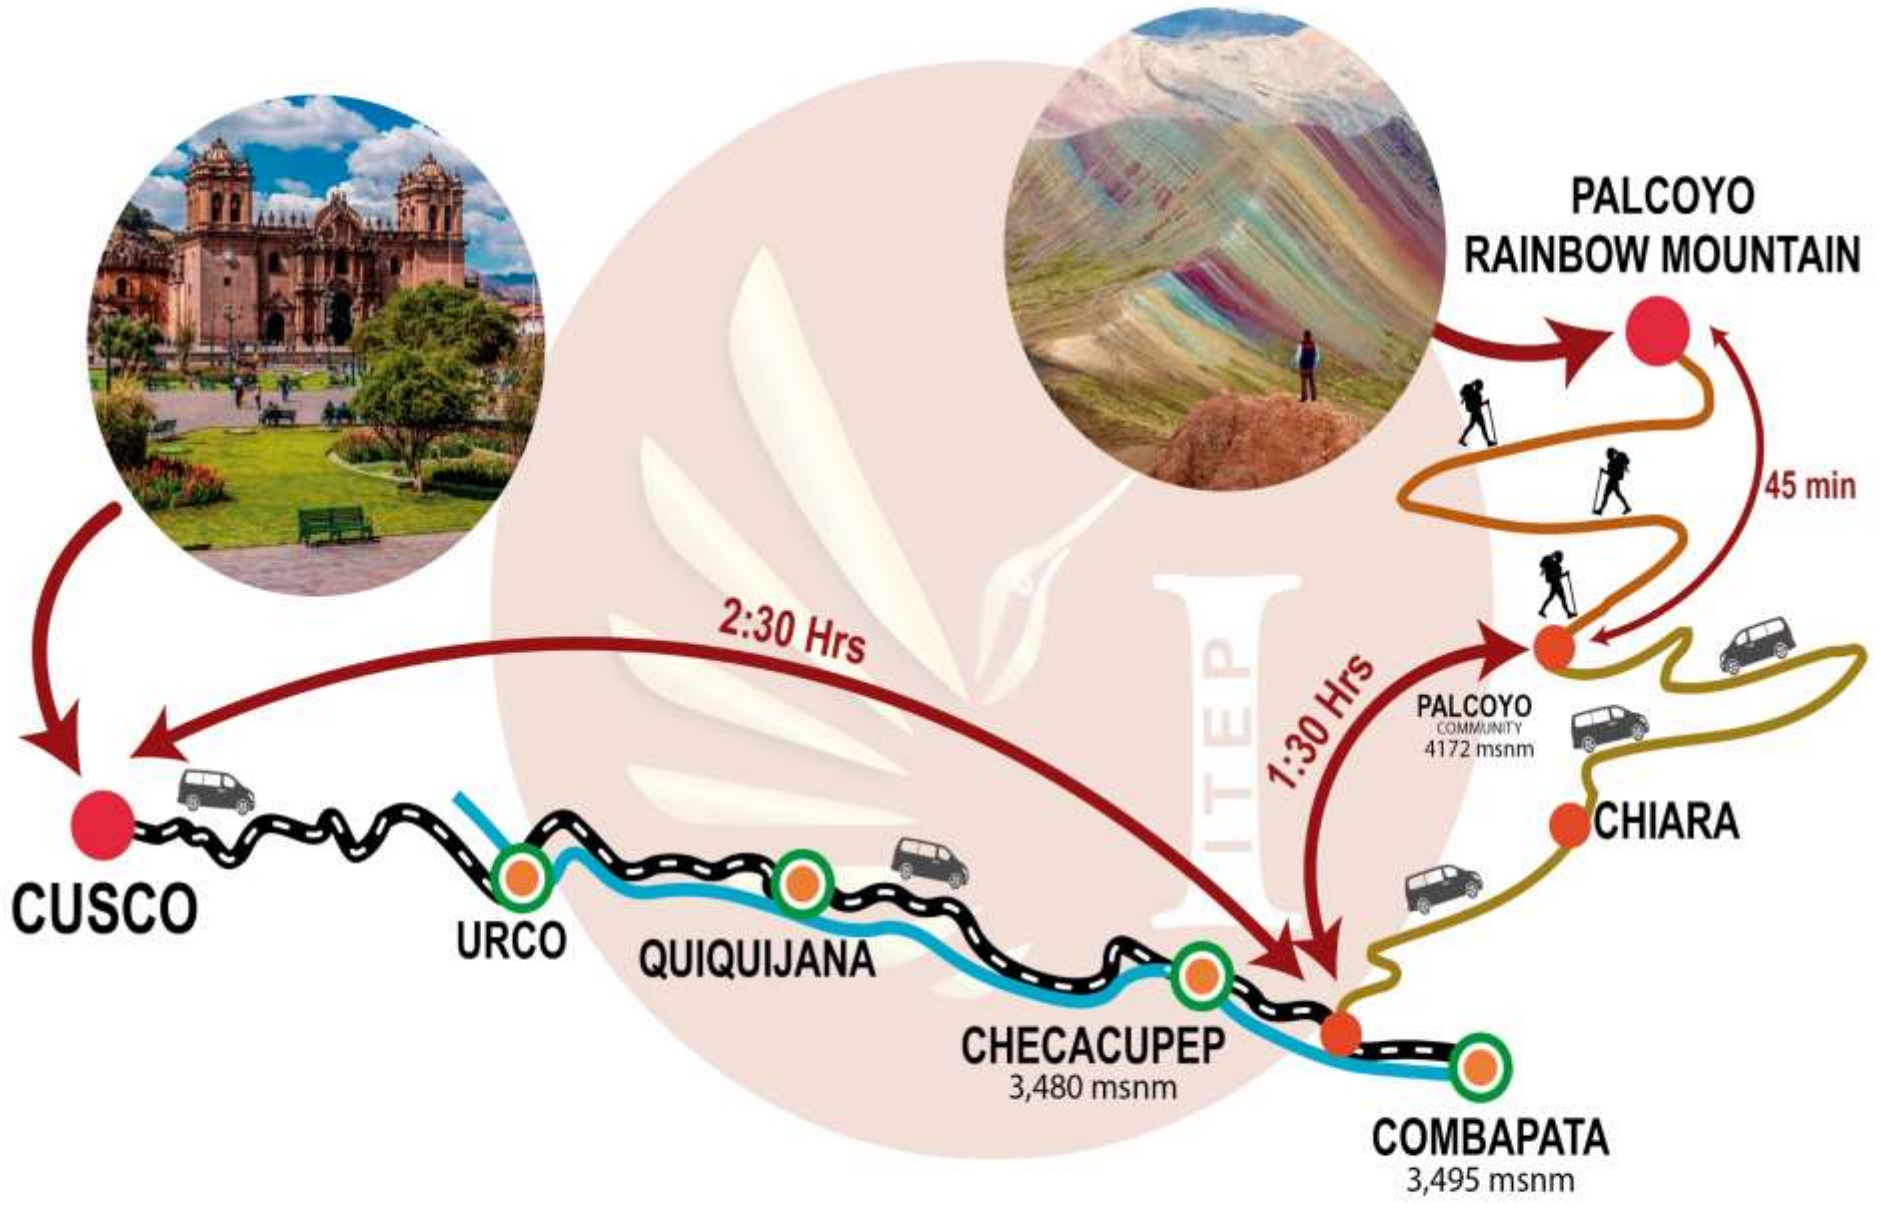 PALCOYO
RAINBOW MOUNTAIN
45 min
2:30 Hrs
1:30 Hrs
ITEP
PALCOYO
COMMUNITY
4172 msnm
CHIARA
CUSCO
URCO
QUIQUIJANA
CHECACUPEP
3,480 msnm
COMBAPATA
3,495 msnm